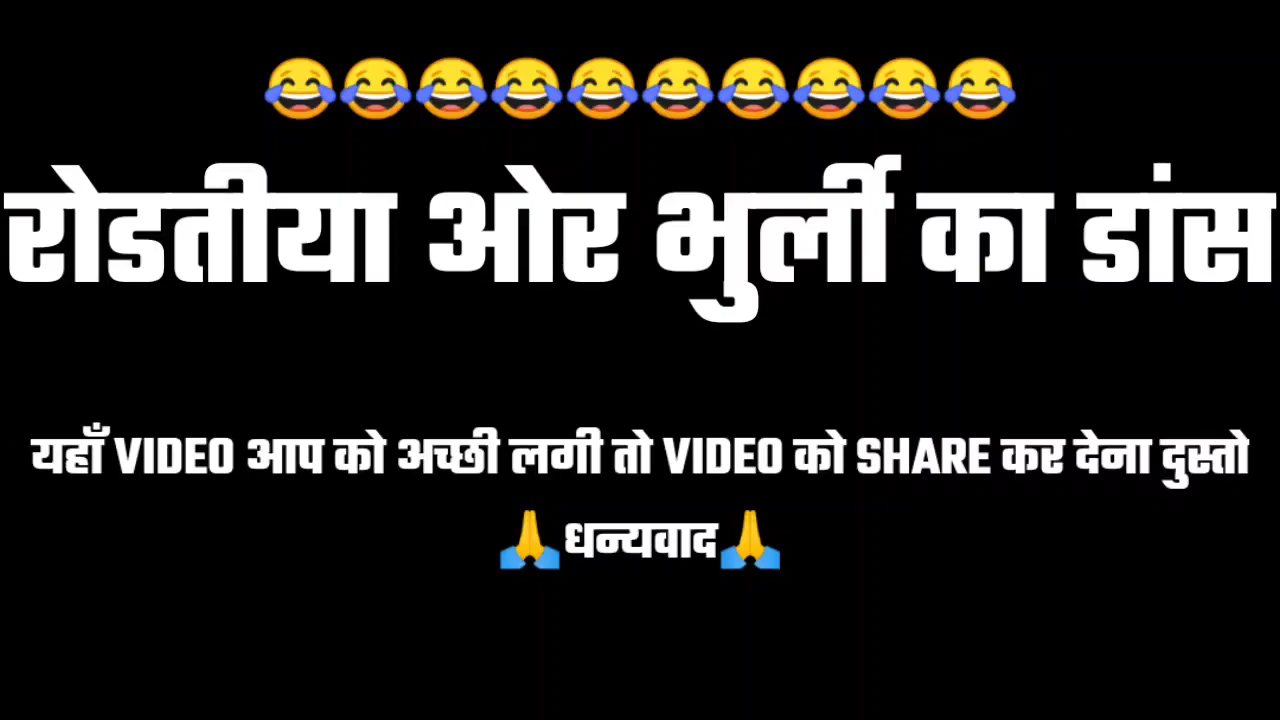 😂😂😂😂😂😂😂😂😂😂
रोडतीया ओर भुर्ली का डांस
यहाँ VIDEO आप को अच्छी लगी तो VIDEO को SHARE कर देना दुस्तो
🙏धन्यवाद🙏